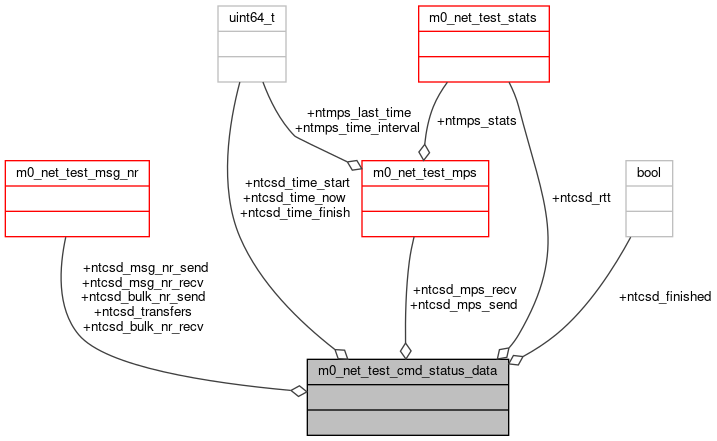 uint64_t
m0_net_test_stats
+ntmps_last_time
+ntmps_time_interval
+ntmps_stats
m0_net_test_msg_nr
m0_net_test_mps
bool
+ntcsd_time_start
+ntcsd_time_now
+ntcsd_time_finish
+ntcsd_rtt
+ntcsd_msg_nr_send
+ntcsd_msg_nr_recv
+ntcsd_bulk_nr_send
+ntcsd_transfers
+ntcsd_bulk_nr_recv
+ntcsd_mps_recv
+ntcsd_mps_send
+ntcsd_finished
m0_net_test_cmd_status_data